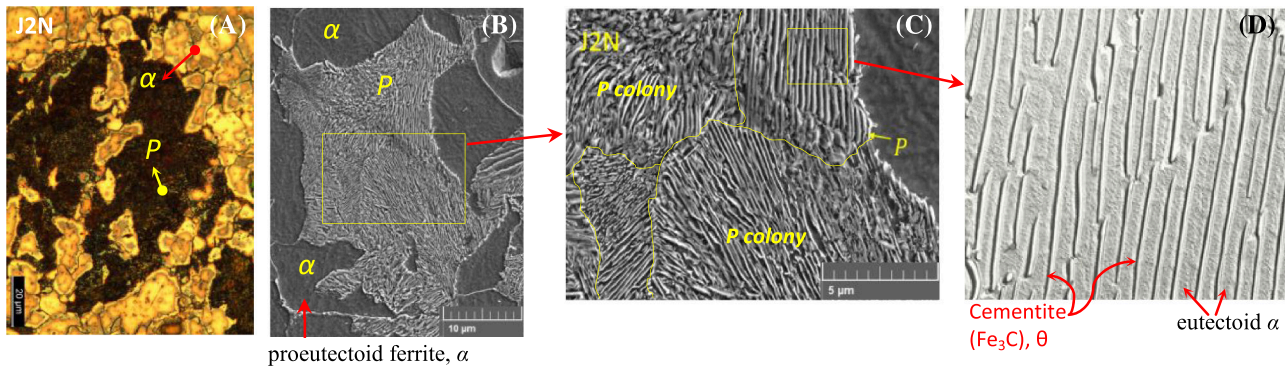 J2N
(A)
α
P
20 µm
(B)
α
P
α
10 µm
proeutectoid ferrite, α
(C)
J2N
P colony
P
P colony
5 µm
(D)
Cementite
(Fe₃C), θ
eutectoid α